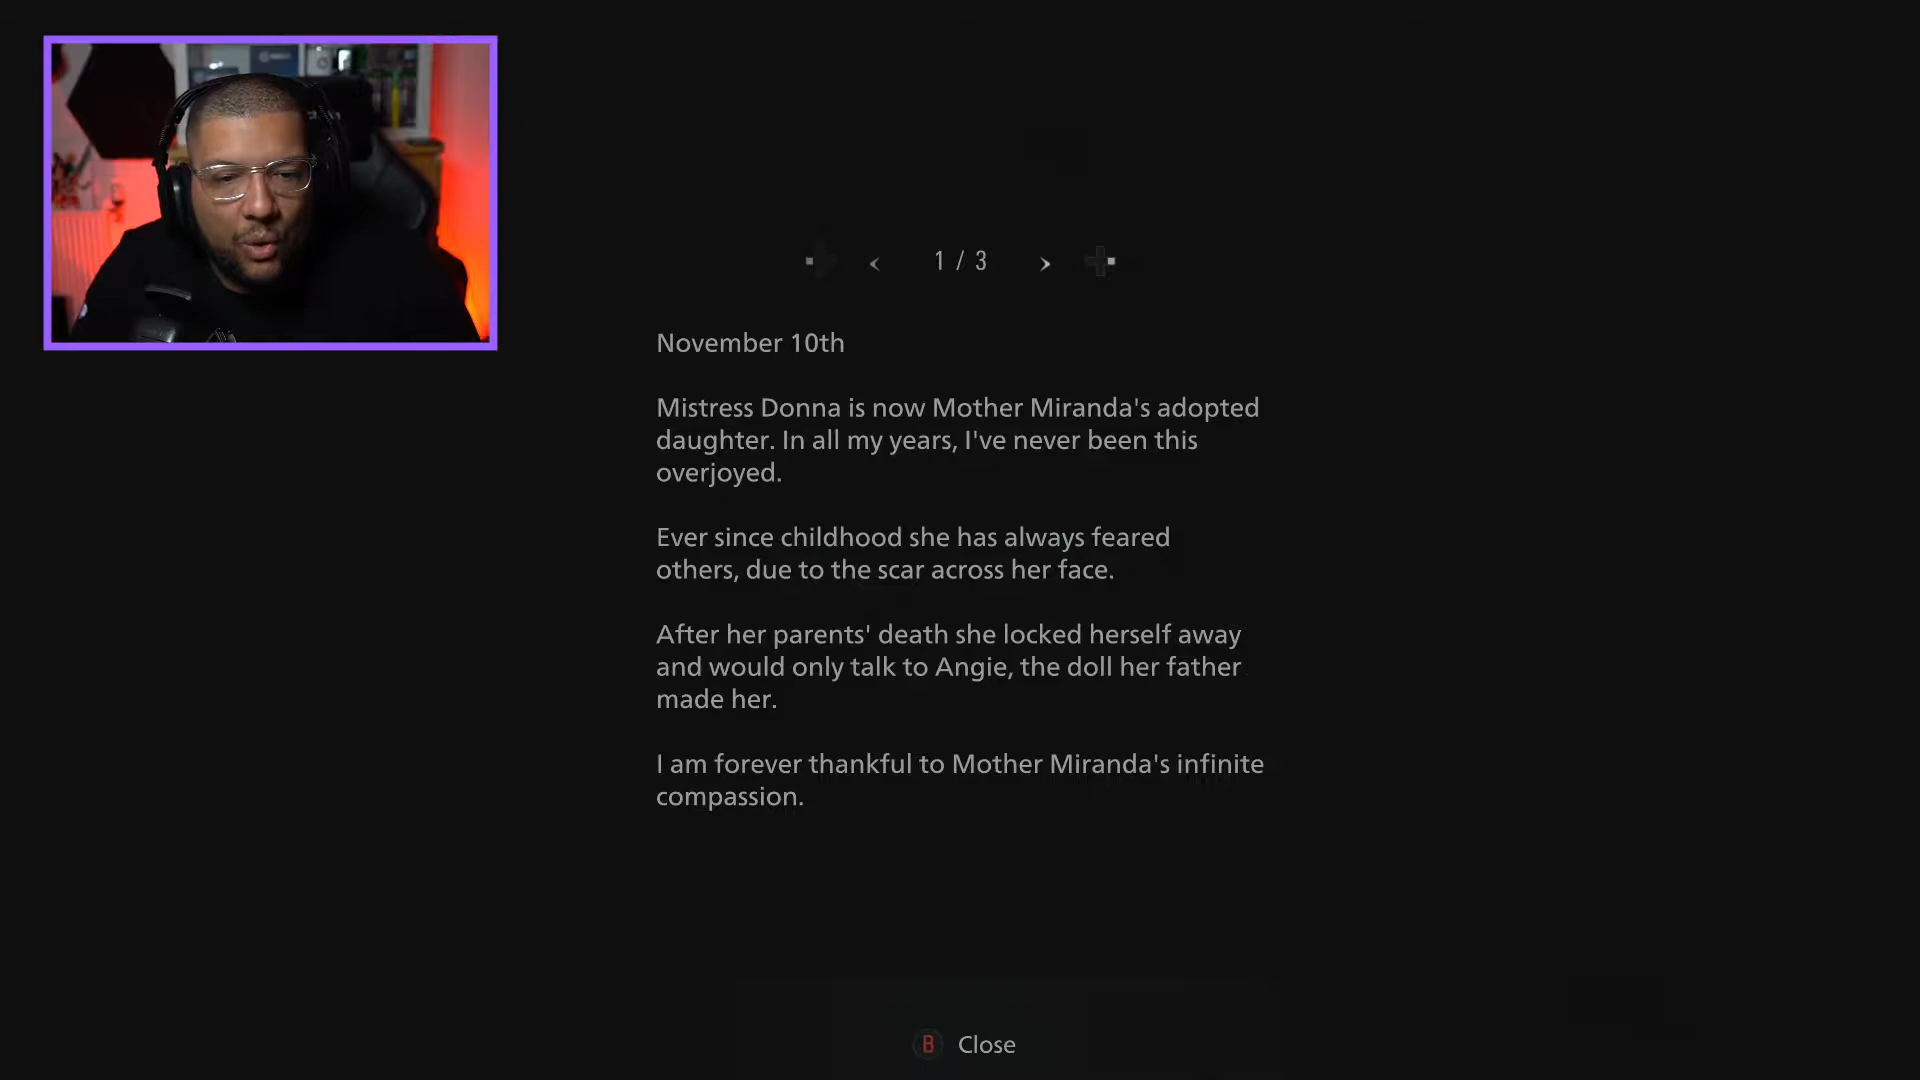 1 / 3
November 10th
Mistress Donna is now Mother Miranda's adopted
daughter. In all my years, I've never been this
overjoyed.
Ever since childhood she has always feared
others, due to the scar across her face.
After her parents' death she locked herself away
and would only talk to Angie, the doll her father
made her.
I am forever thankful to Mother Miranda's infinite
compassion.
B Close